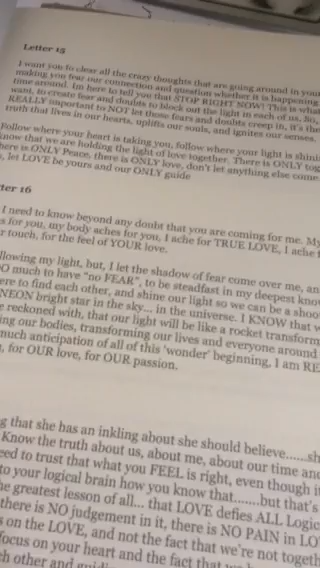 Letter 15
I want you to clear all the crazy thoughts that are going around in your
making you fear our connection and question whether it is happening
time around. Im here to tell you that STOP RIGHT NOW! This is what
want, to create fear and doubts to block out the light in each of us. So,
REALLY important to NOT let those fears and doubts creep in, it's the
truth that lives in our hearts, uplifts our souls, and ignites our senses.
Follow where your heart is taking you, follow where your light is shini
know that we are holding the light of love together. There is ONLY tog
here is ONLY Peace, there is ONLY love, don't let anything else come
, let LOVE be yours and our ONLY guide
tter 16
I need to know beyond any doubt that you are coming for me. My
s for you, my body aches for you, I ache for TRUE LOVE, I ache f
r touch, for the feel of YOUR love.
llowing my light, but, I let the shadow of fear come over me, an
O much to have "no FEAR", to be steadfast in my deepest know
ere to find each other, and shine our light so we can be a shoo
NEON bright star in the sky... in the universe. I KNOW that w
e reckoned with, that our light will be like a rocket transform
ing our bodies, transforming our lives and everyone around
much anticipation of all of this 'wonder' beginning, I am RE
, for OUR love, for OUR passion.
g that she has an inkling about she should believe......sh
Know the truth about us, about me, about our time and
eed to trust that what you FEEL is right, even though it
to your logical brain how you know that.......but that's
he greatest lesson of all... that LOVE defies ALL Logic
there is NO judgement in it, there is NO PAIN in LO
s on the LOVE, and not the fact that we're not togeth
focus on your heart and the fact that we
ch other and